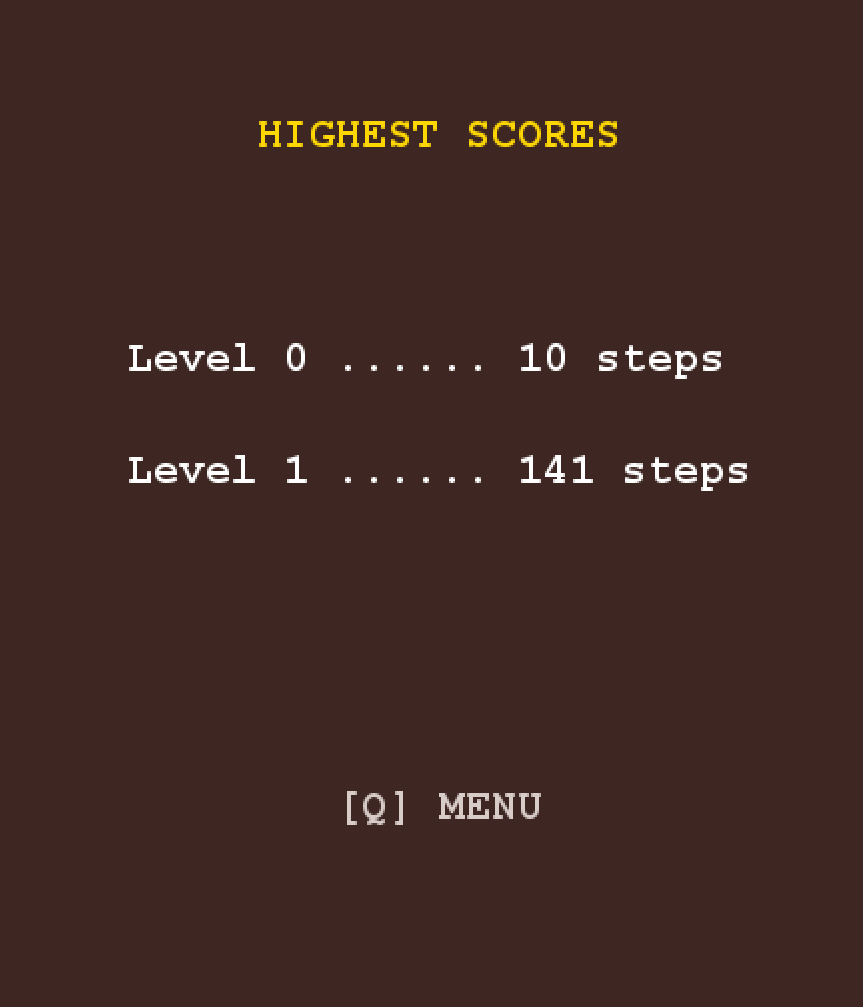 HIGHEST SCORES
Level 0 ...... 10 steps
Level 1 ...... 141 steps
[Q] MENU